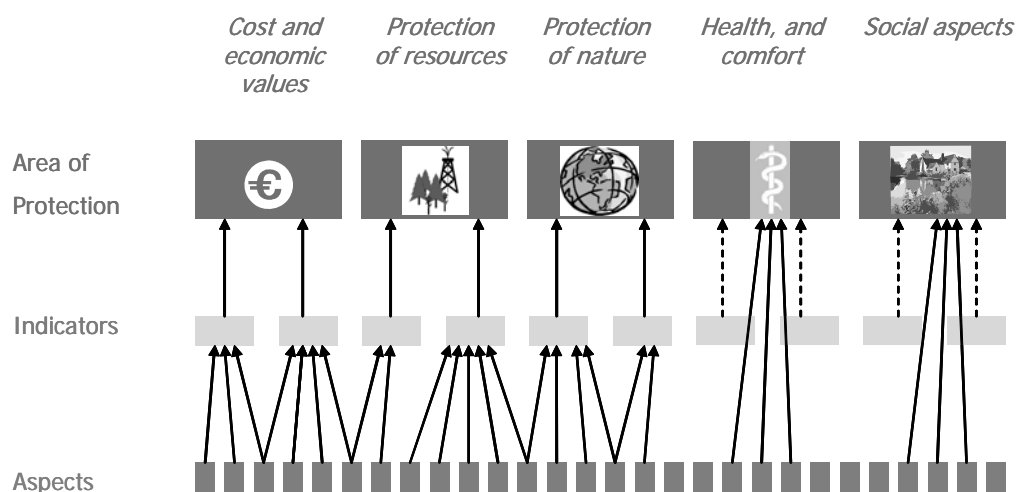 Cost and
economic
values
Protection
of resources
Protection
of nature
Health, and
comfort
Social aspects
Area of
Protection
€
Indicators
Aspects